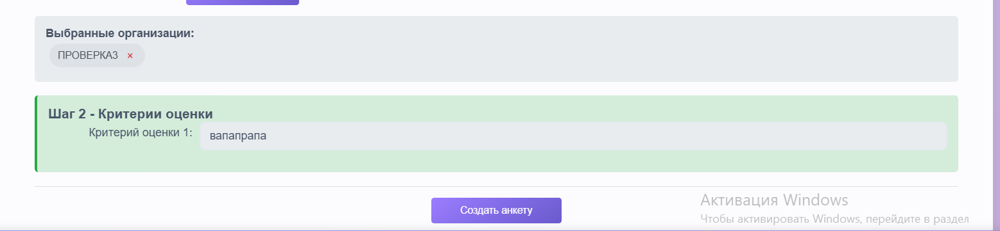 Выбранные организации:
ПРОВЕРКА3 ×
Шаг 2 - Критерии оценки
Критерий оценки 1: вапапрапа
Создать анкету
Активация Windows
Чтобы активировать Windows, перейдите в раздел